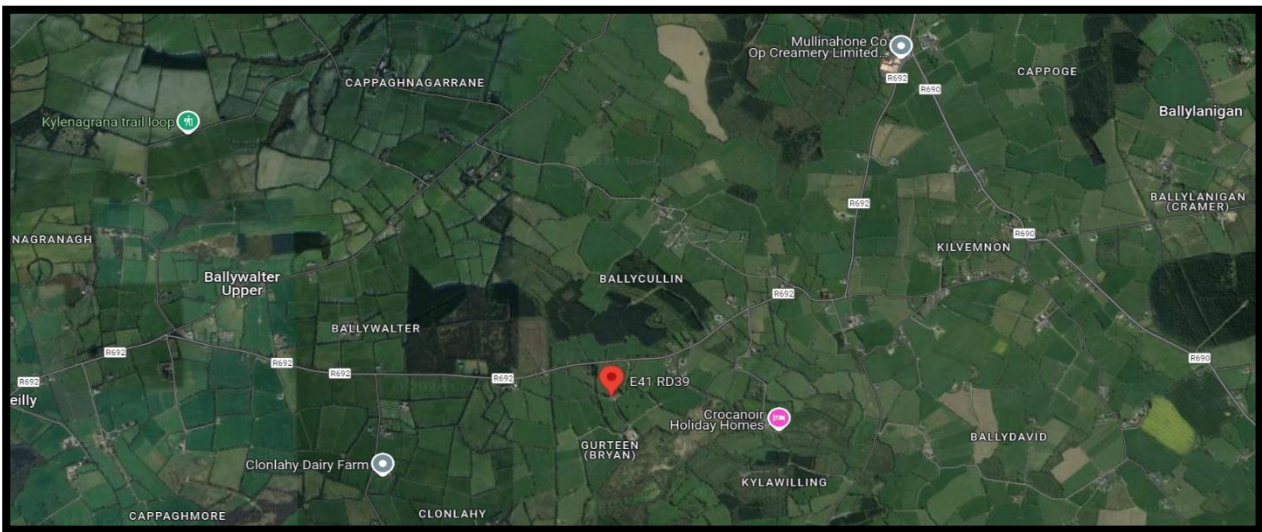 Mullinahone Co
Op Creamery Limited...
CAPPOGE
R692
CAPPAGHNAGARRANE
R690
Ballylanigan
Kylenagrana trail loop
BALLYLANIGAN
(CRAMER)
R692
NAGRANAGH
R690
KILVEMNON
Ballywalter
Upper
BALLYCULLIN
R692
BALLYWALTER
R692
R692
R690
R692
R692
R692
E41 RD39
eilly
Crocanoir
Holiday Homes
BALLYDAVID
GURTEEN
(BRYAN)
Clonlahy Dairy Farm
KYLAWILLING
CAPPAGHMORE
CLONLAHY